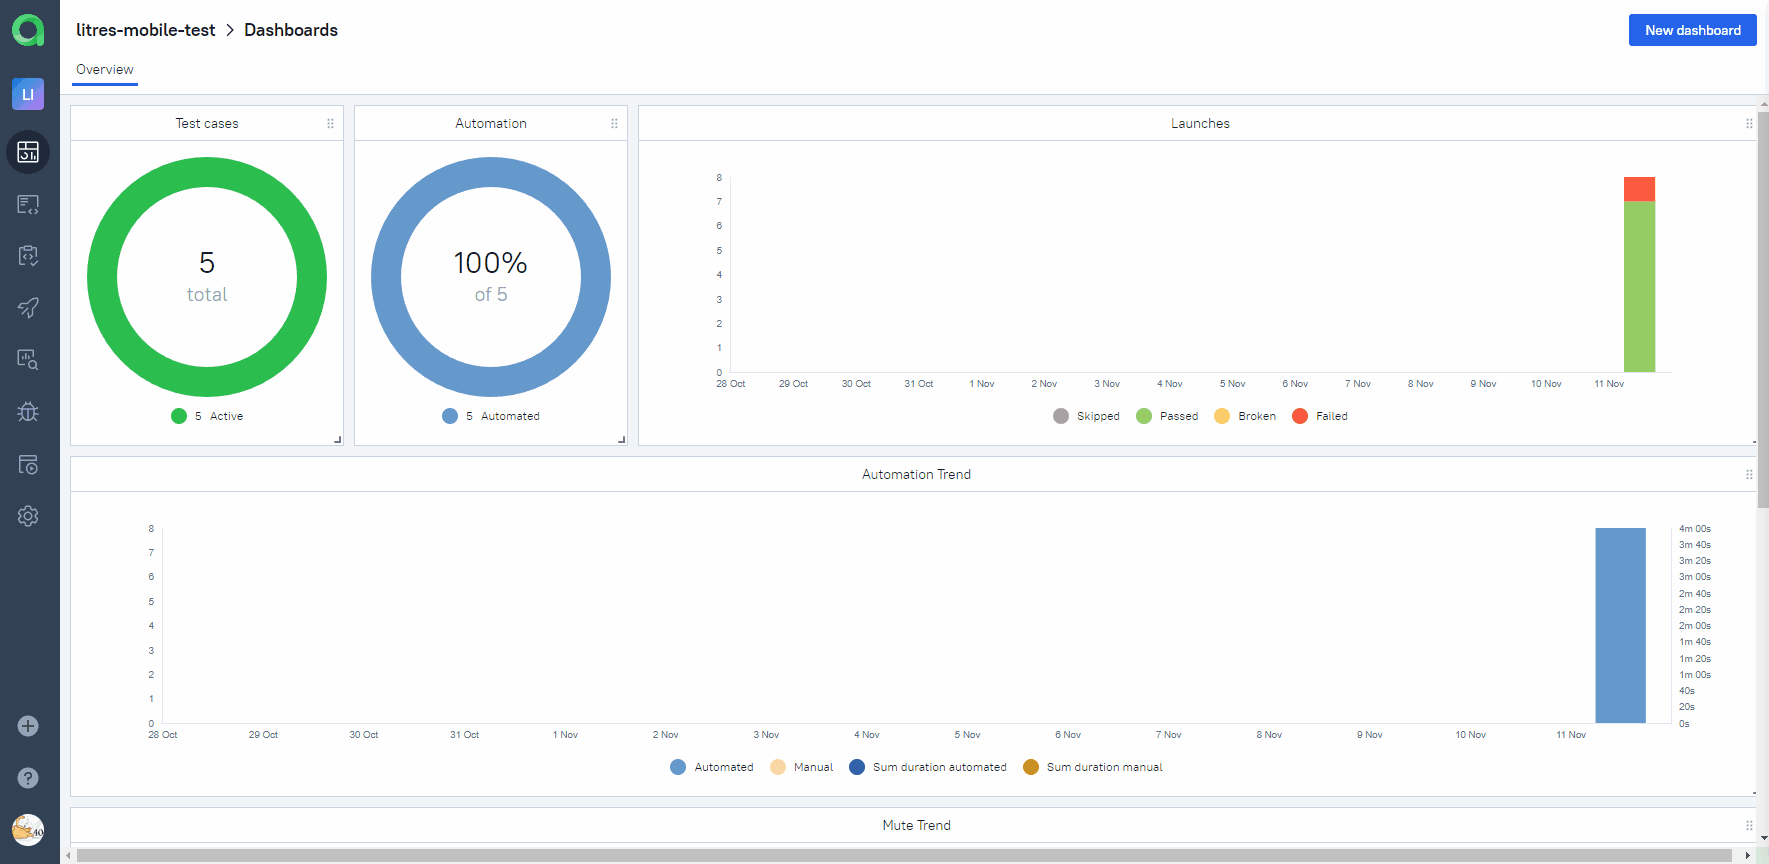 litres-mobile-test > Dashboards
New dashboard
Overview
LI
Test cases
5
total
5 Active
Automation
100%
of 5
5 Automated
Launches
8
7
6
5
4
3
2
1
0
28 Oct 29 Oct 30 Oct 31 Oct 1 Nov 2 Nov 3 Nov 4 Nov 5 Nov 6 Nov 7 Nov 8 Nov 9 Nov 10 Nov 11 Nov
Skipped Passed Broken Failed
Automation Trend
8
7
6
5
4
3
2
1
0
4m 00s
3m 40s
3m 20s
3m 00s
2m 40s
2m 20s
2m 00s
1m 40s
1m 20s
1m 00s
40s
20s
0s
28 Oct 29 Oct 30 Oct 31 Oct 1 Nov 2 Nov 3 Nov 4 Nov 5 Nov 6 Nov 7 Nov 8 Nov 9 Nov 10 Nov 11 Nov
Automated Manual Sum duration automated Sum duration manual
Mute Trend
40